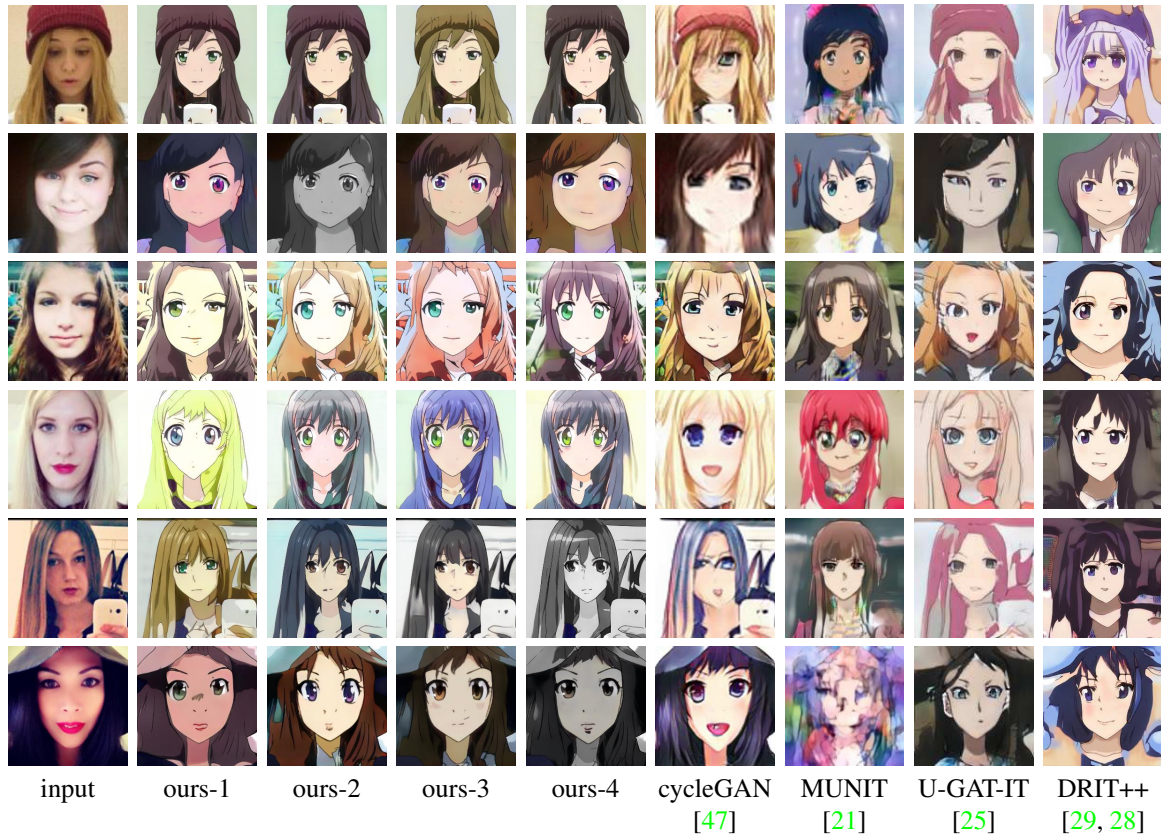 input ours-1 ours-2 ours-3 ours-4 cycleGAN MUNIT U-GAT-IT DRIT++
[47] [21] [25] [29, 28]